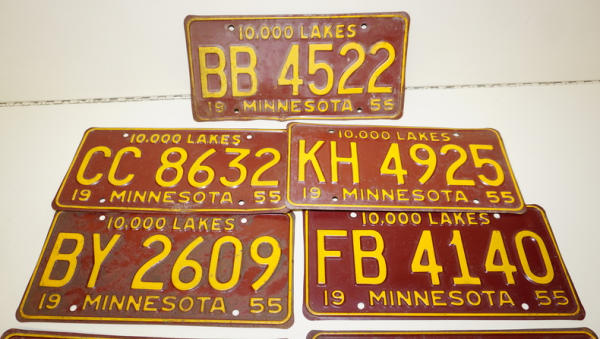 10,000 LAKES
BB 4522
19 MINNESOTA 55
10.000 LAKES
CC 8632
19 MINNESOTA 55
10.000 LAKES
KH 4925
19 MINNESOTA 55
10,000 LAKES
BY 2609
19 MINNESOTA 55
10,000 LAKES
FB 4140
19 MINNESOTA 55